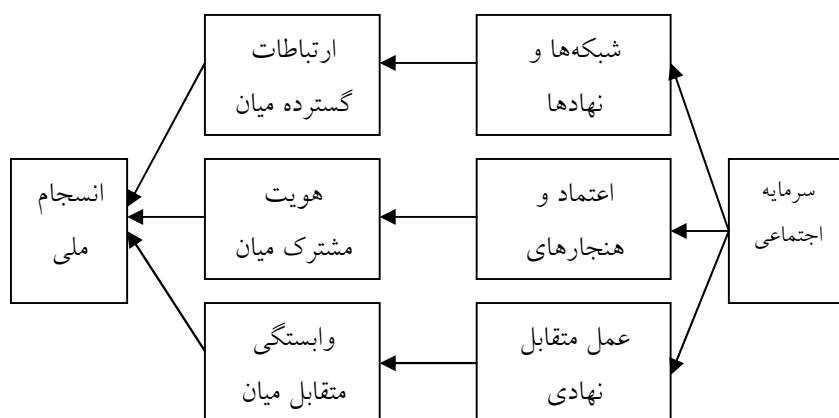 سرمایه
اجتماعی
شبکه‌ها و
نهادها
ارتباطات
گسترده میان
اعتماد و
هنجارهای
هویت
مشترک میان
عمل متقابل
نهادی
وابستگی
متقابل میان
انسجام
ملی